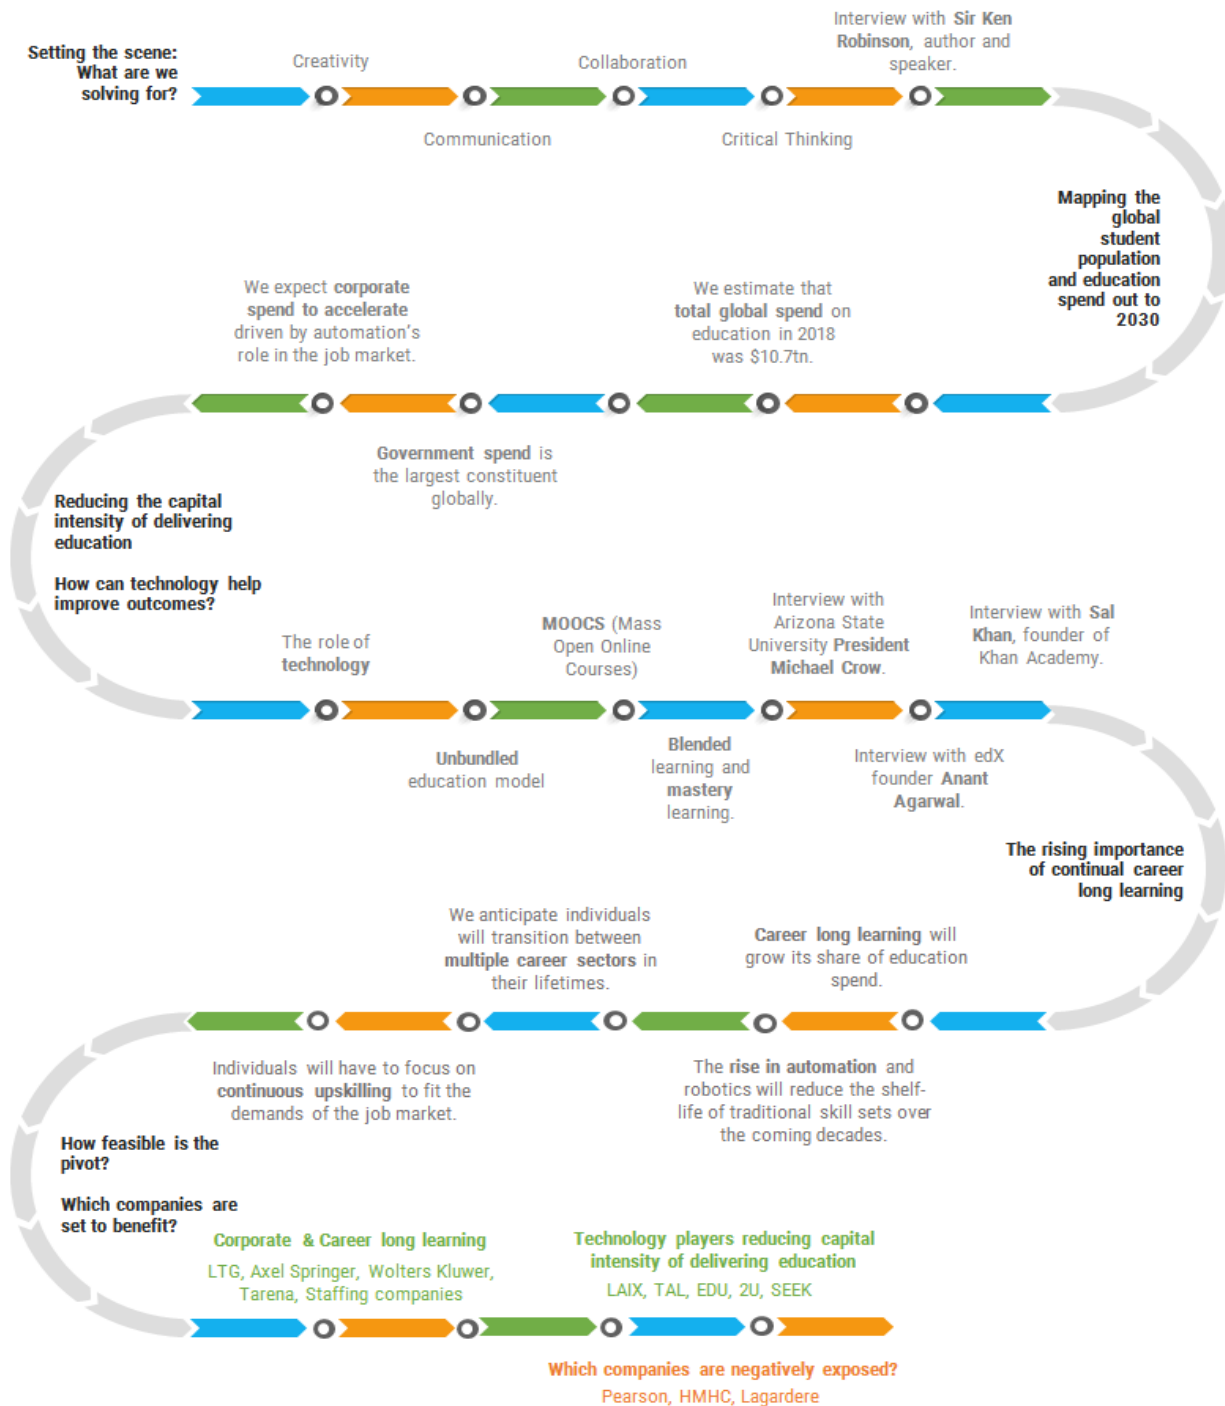 Setting the scene:
What are we
solving for?
Creativity
Communication
Collaboration
Critical Thinking
Interview with Sir Ken
Robinson, author and
speaker.
Mapping the
global
student
population
and education
spend out to
2030
We estimate that
total global spend on
education in 2018
was $10.7tn.
Government spend is
the largest constituent
globally.
We expect corporate
spend to accelerate
driven by automation's
role in the job market.
Reducing the capital
intensity of delivering
education
How can technology help
improve outcomes?
The role of
technology
Unbundled
education model
MOOCS (Mass
Open Online
Courses)
Blended
learning and
mastery
learning.
Interview with
Arizona State
University President
Michael Crow.
Interview with edX
founder Anant
Agarwal.
Interview with Sal
Khan, founder of
Khan Academy.
The rising importance
of continual career
long learning
Career long learning will
grow its share of education
spend.
The rise in automation and
robotics will reduce the shelf-
life of traditional skill sets over
the coming decades.
We anticipate individuals
will transition between
multiple career sectors in
their lifetimes.
Individuals will have to focus on
continuous upskilling to fit the
demands of the job market.
How feasible is the
pivot?
Which companies are
set to benefit?
Corporate & Career long learning
LTG, Axel Springer, Wolters Kluwer,
Tarena, Staffing companies
Technology players reducing capital
intensity of delivering education
LAIX, TAL, EDU, 2U, SEEK
Which companies are negatively exposed?
Pearson, HMHC, Lagardere